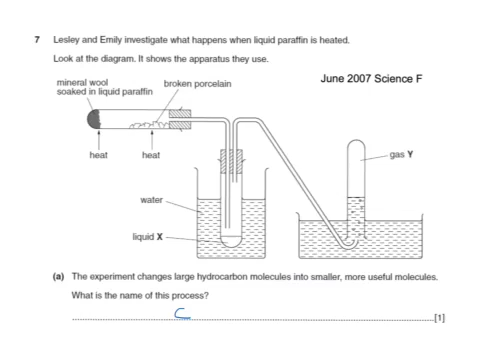 7 Lesley and Emily investigate what happens when liquid paraffin is heated.
Look at the diagram. It shows the apparatus they use.
June 2007 Science F
mineral wool
soaked in liquid paraffin
broken porcelain
heat
heat
gas Y
water
liquid X
(a) The experiment changes large hydrocarbon molecules into smaller, more useful molecules.
What is the name of this process?
C
[1]